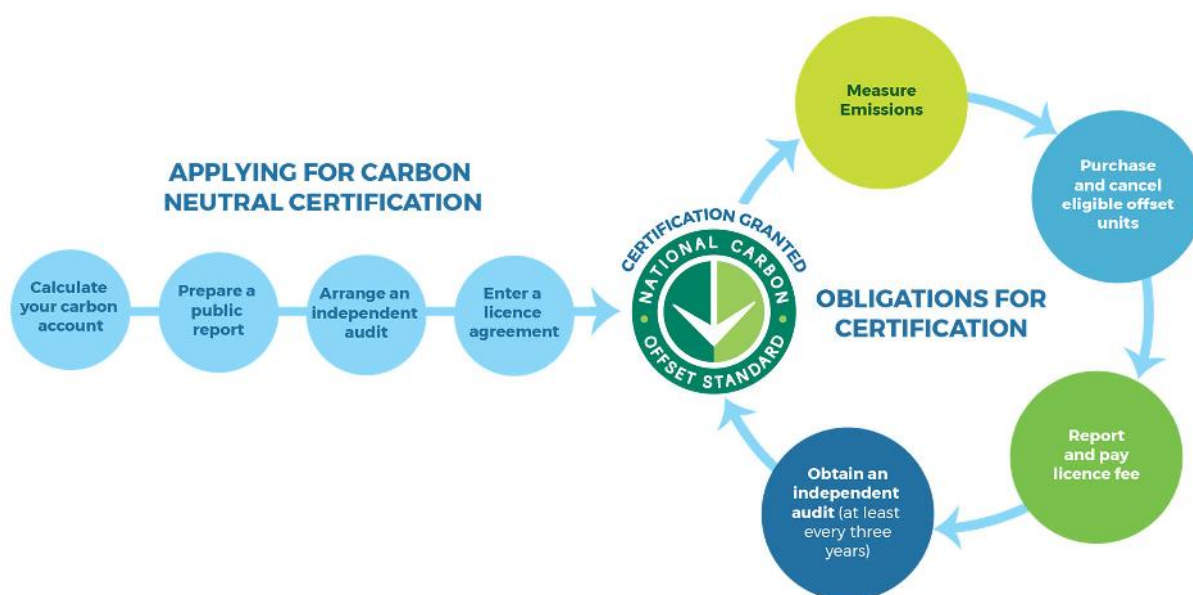 APPLYING FOR CARBON
NEUTRAL CERTIFICATION
Calculate
your carbon
account
Prepare a
public
report
Arrange an
independent
audit
Enter a
licence
agreement
CERTIFICATION GRANTED
NATIONAL CARBON
OFFSET STANDARD
OBLIGATIONS FOR
CERTIFICATION
Measure
Emissions
Purchase
and cancel
eligible offset
units
Report
and pay
licence fee
Obtain an
independent
audit (at least
every three
years)